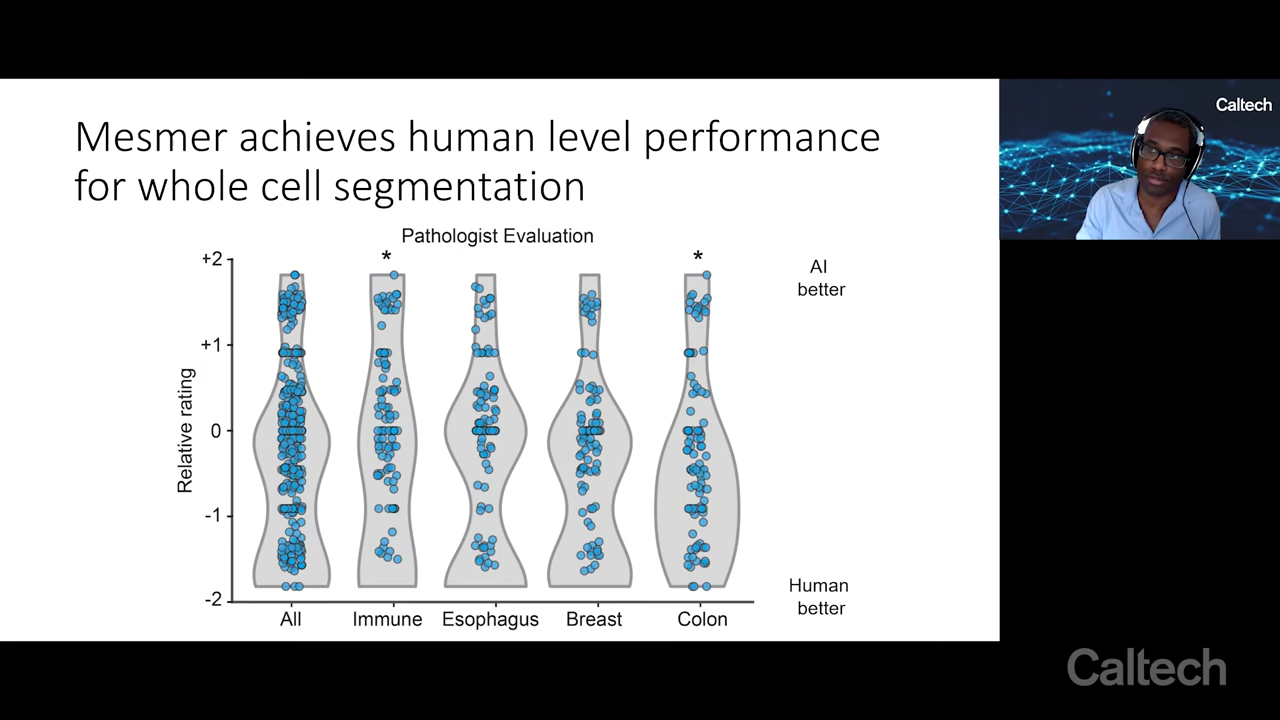 Mesmer achieves human level performance
for whole cell segmentation
Caltech
Pathologist Evaluation
* *
+2
+1
0
-1
-2
Relative rating
AI
better
Human
better
All Immune Esophagus Breast Colon
Caltech